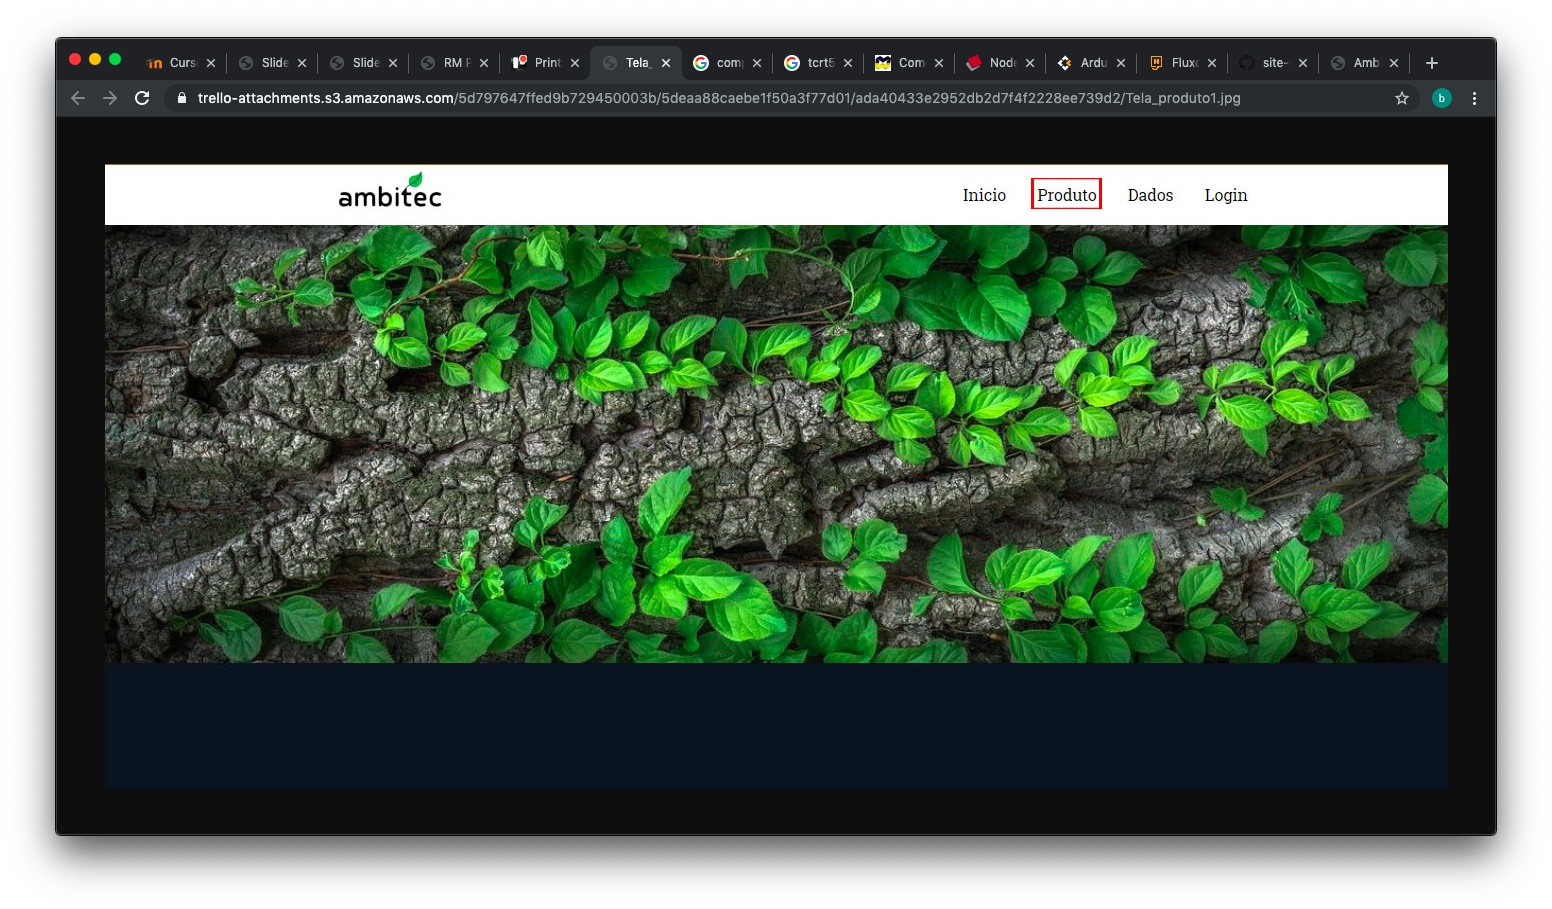 Curs Slide Slide RM F Print Tela_ com tcrt5 Com Node Ardu Fluxo site- Amb
trello-attachments.s3.amazonaws.com/5d797647ffed9b729450003b/5deaa88caebe1f50a3f77d01/ada40433e2952db2d7f4f2228ee739d2/Tela_produto1.jpg b
ambitec Inicio Produto Dados Login